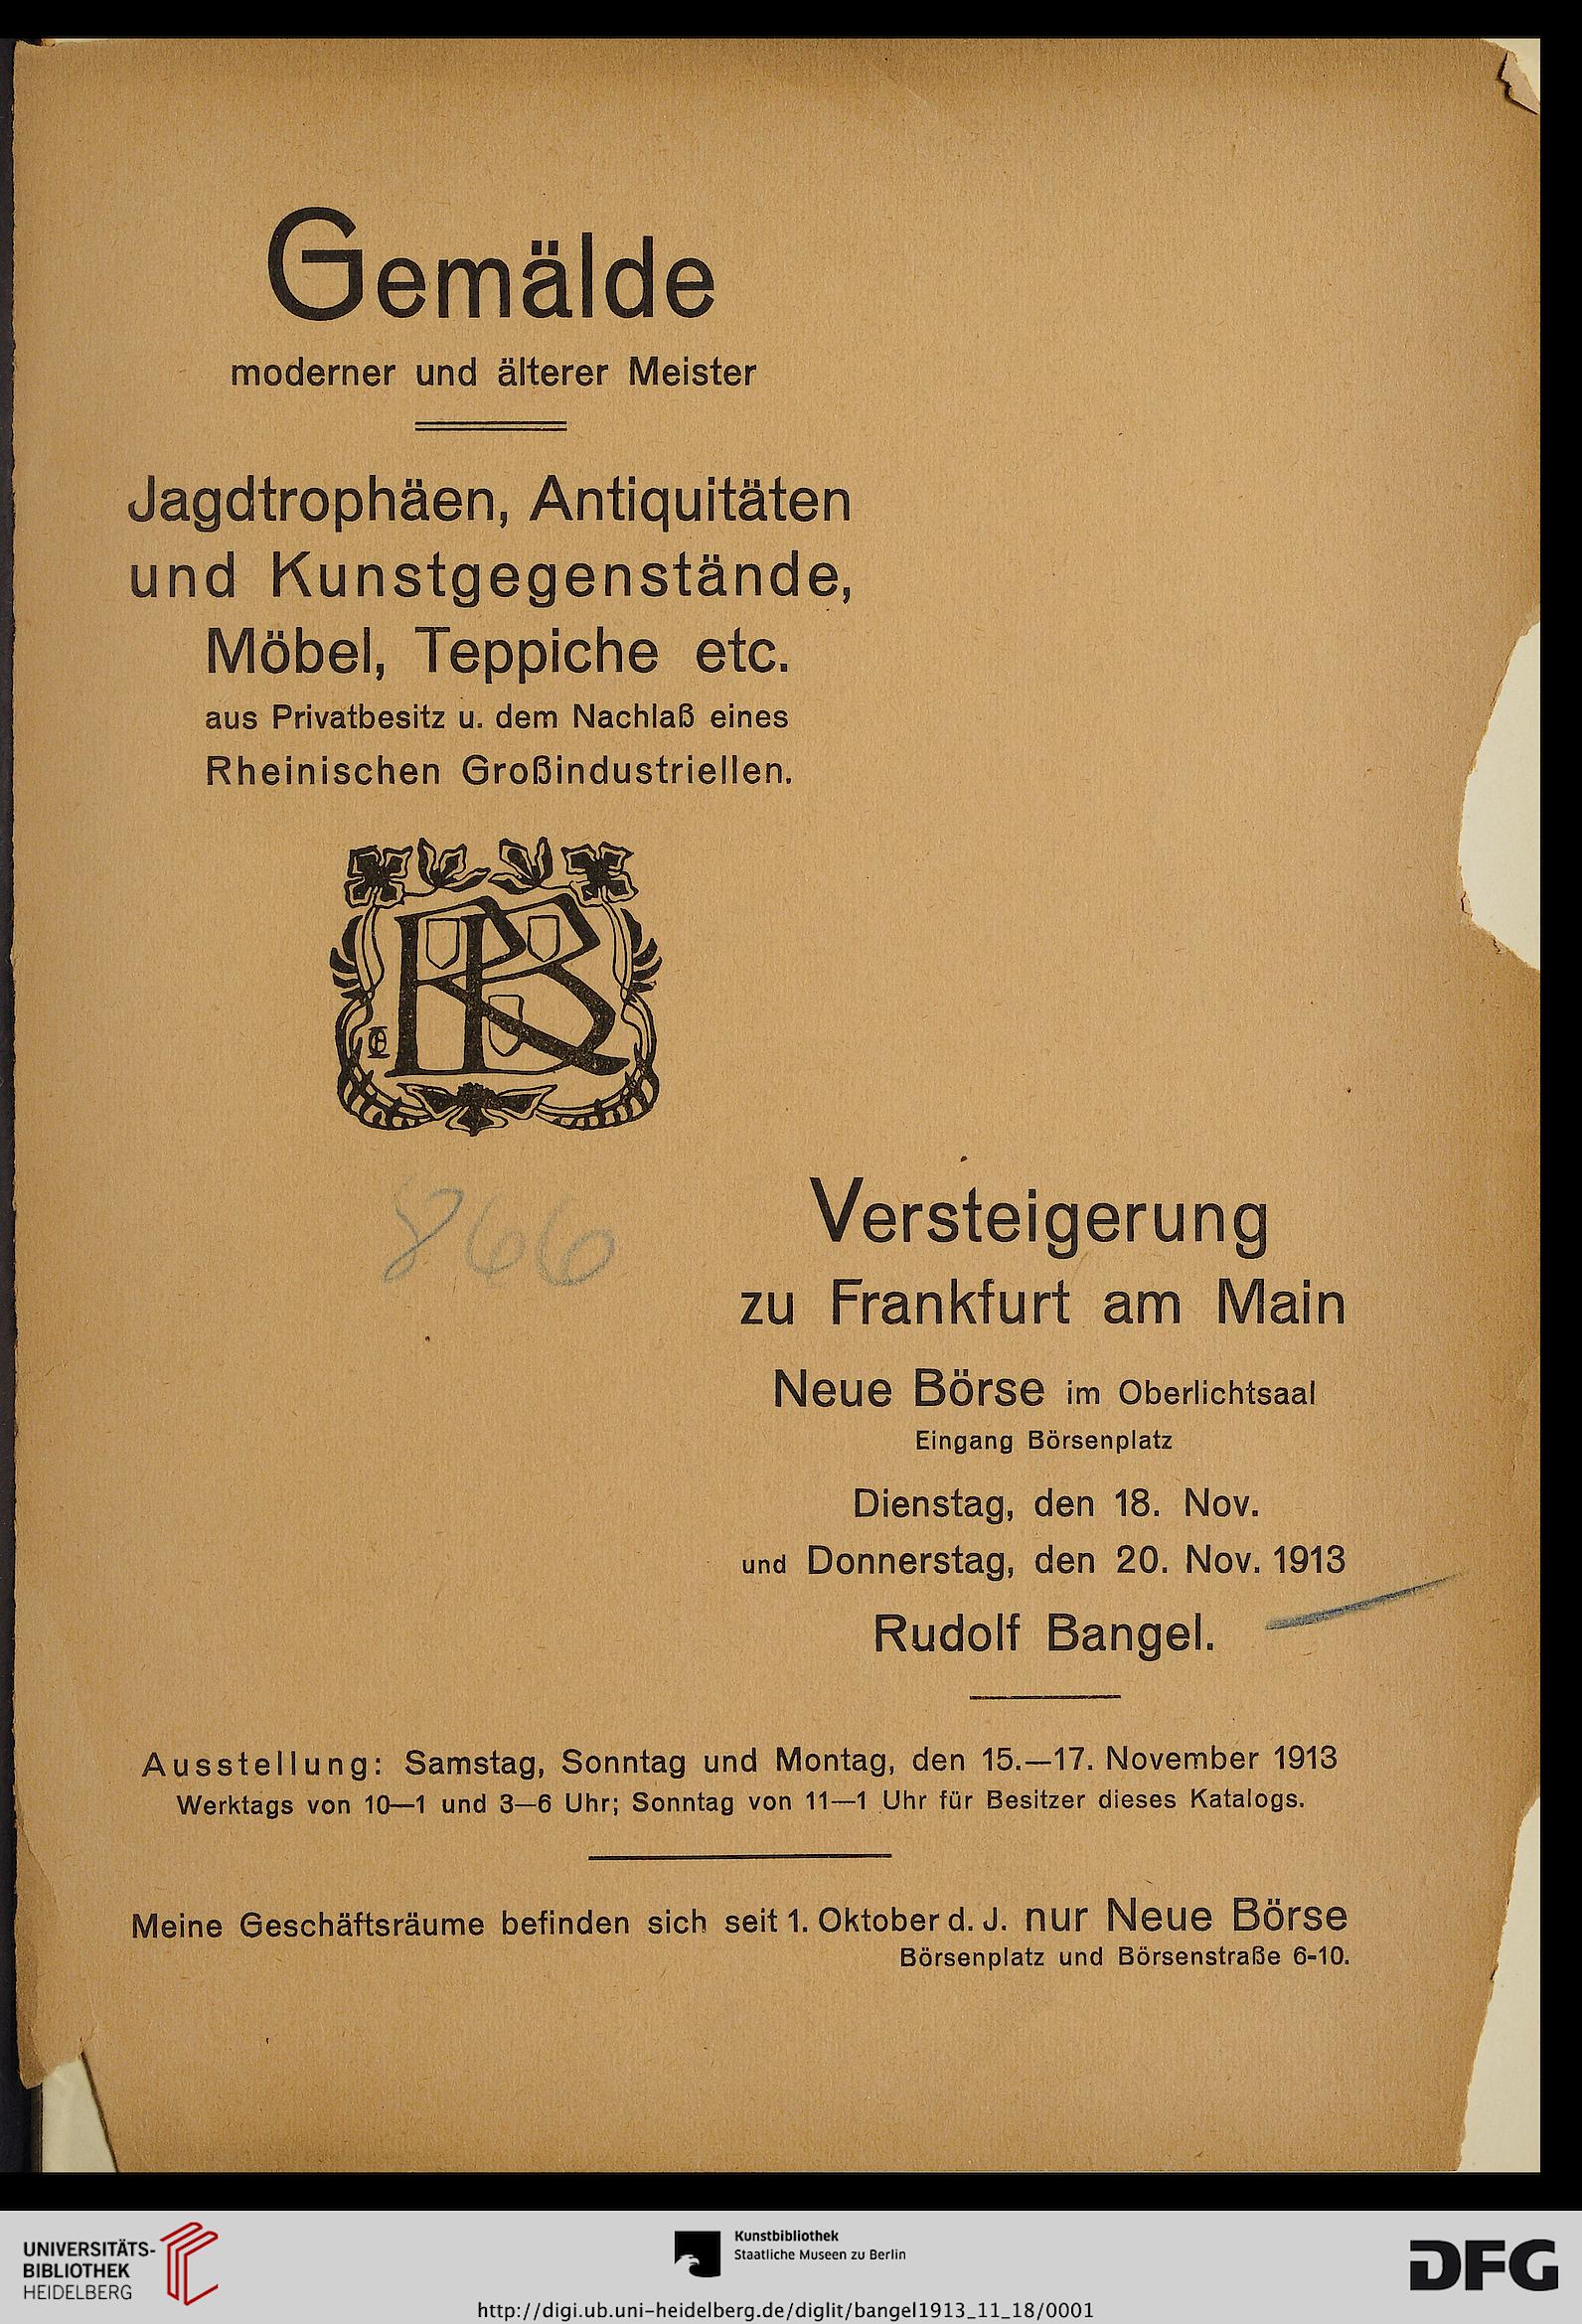 Gemälde
moderner und älterer Meister
Jagdtrophäen, Antiquitäten
und Kunstgegenstände,
Möbel, Teppiche etc.
aus Privatbesitz u. dem Nachlaß eines
Rheinischen Großindustriellen.
RB
866
Versteigerung
zu Frankfurt am Main
Neue Börse im Oberlichtsaal
Eingang Börsenplatz
Dienstag, den 18. Nov.
und Donnerstag, den 20. Nov. 1913
Rudolf Bangel.
Ausstellung: Samstag, Sonntag und Montag, den 15.—17. November 1913
Werktags von 10—1 und 3—6 Uhr; Sonntag von 11—1 Uhr für Besitzer dieses Katalogs.
Meine Geschäftsräume befinden sich seit 1. Oktober d. J. nur Neue Börse
Börsenplatz und Börsenstraße 6-10.
UNIVERSITÄTS-
BIBLIOTHEK
HEIDELBERG
Kunstbibliothek
Staatliche Museen zu Berlin
DFG
http://digi.ub.uni-heidelberg.de/diglit/bangel1913_11_18/0001